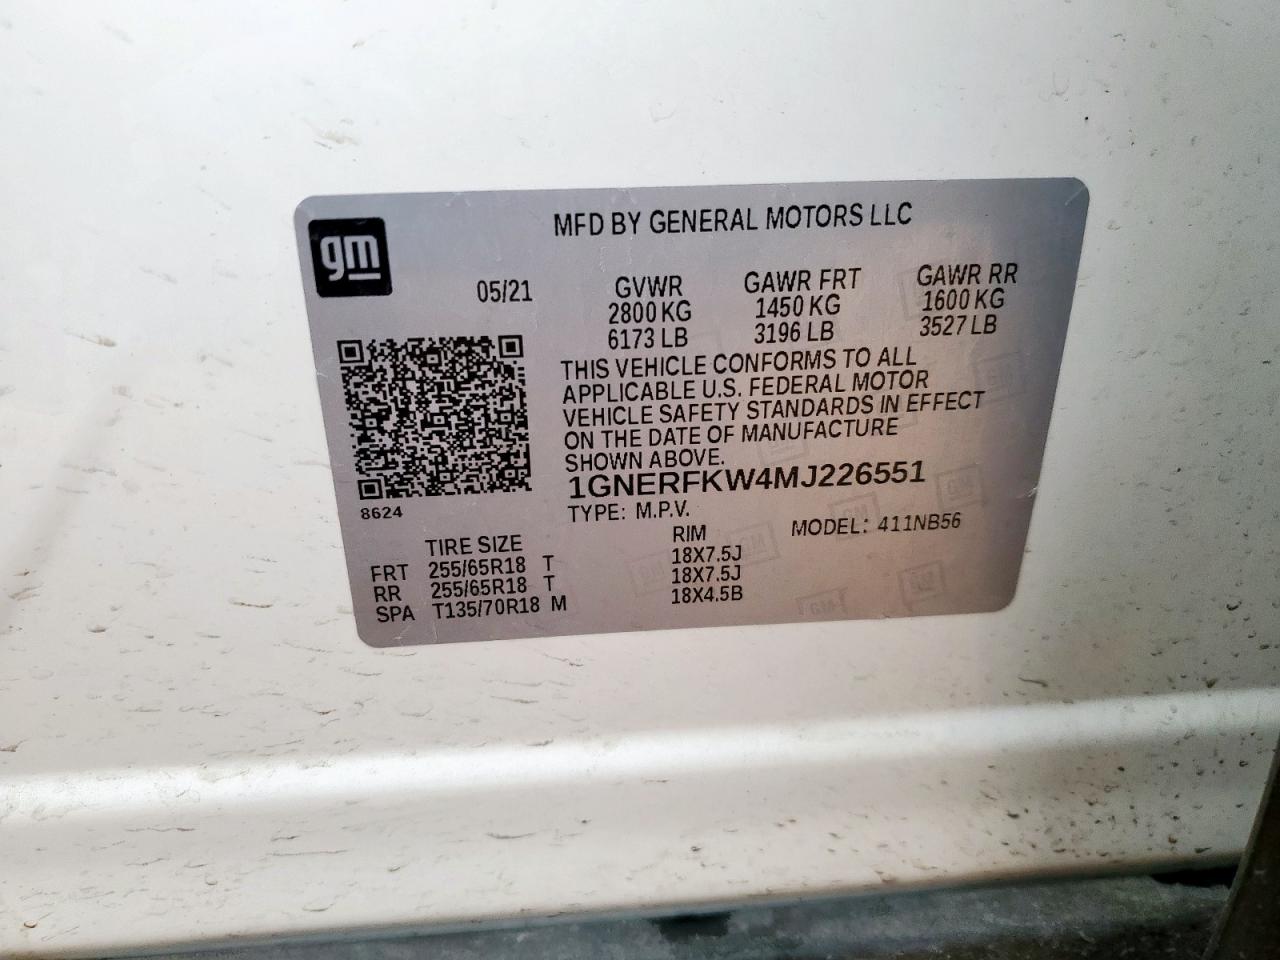 gm
MFD BY GENERAL MOTORS LLC
05/21
GVWR GAWR FRT GAWR RR
2800 KG 1450 KG 1600 KG
6173 LB 3196 LB 3527 LB
THIS VEHICLE CONFORMS TO ALL
APPLICABLE U.S. FEDERAL MOTOR
VEHICLE SAFETY STANDARDS IN EFFECT
ON THE DATE OF MANUFACTURE
SHOWN ABOVE.
1GNERFKW4MJ226551
8624
TYPE: M.P.V. MODEL: 411NB56
TIRE SIZE RIM
FRT 255/65R18 T 18X7.5J
RR 255/65R18 T 18X7.5J
SPA T135/70R18 M 18X4.5B